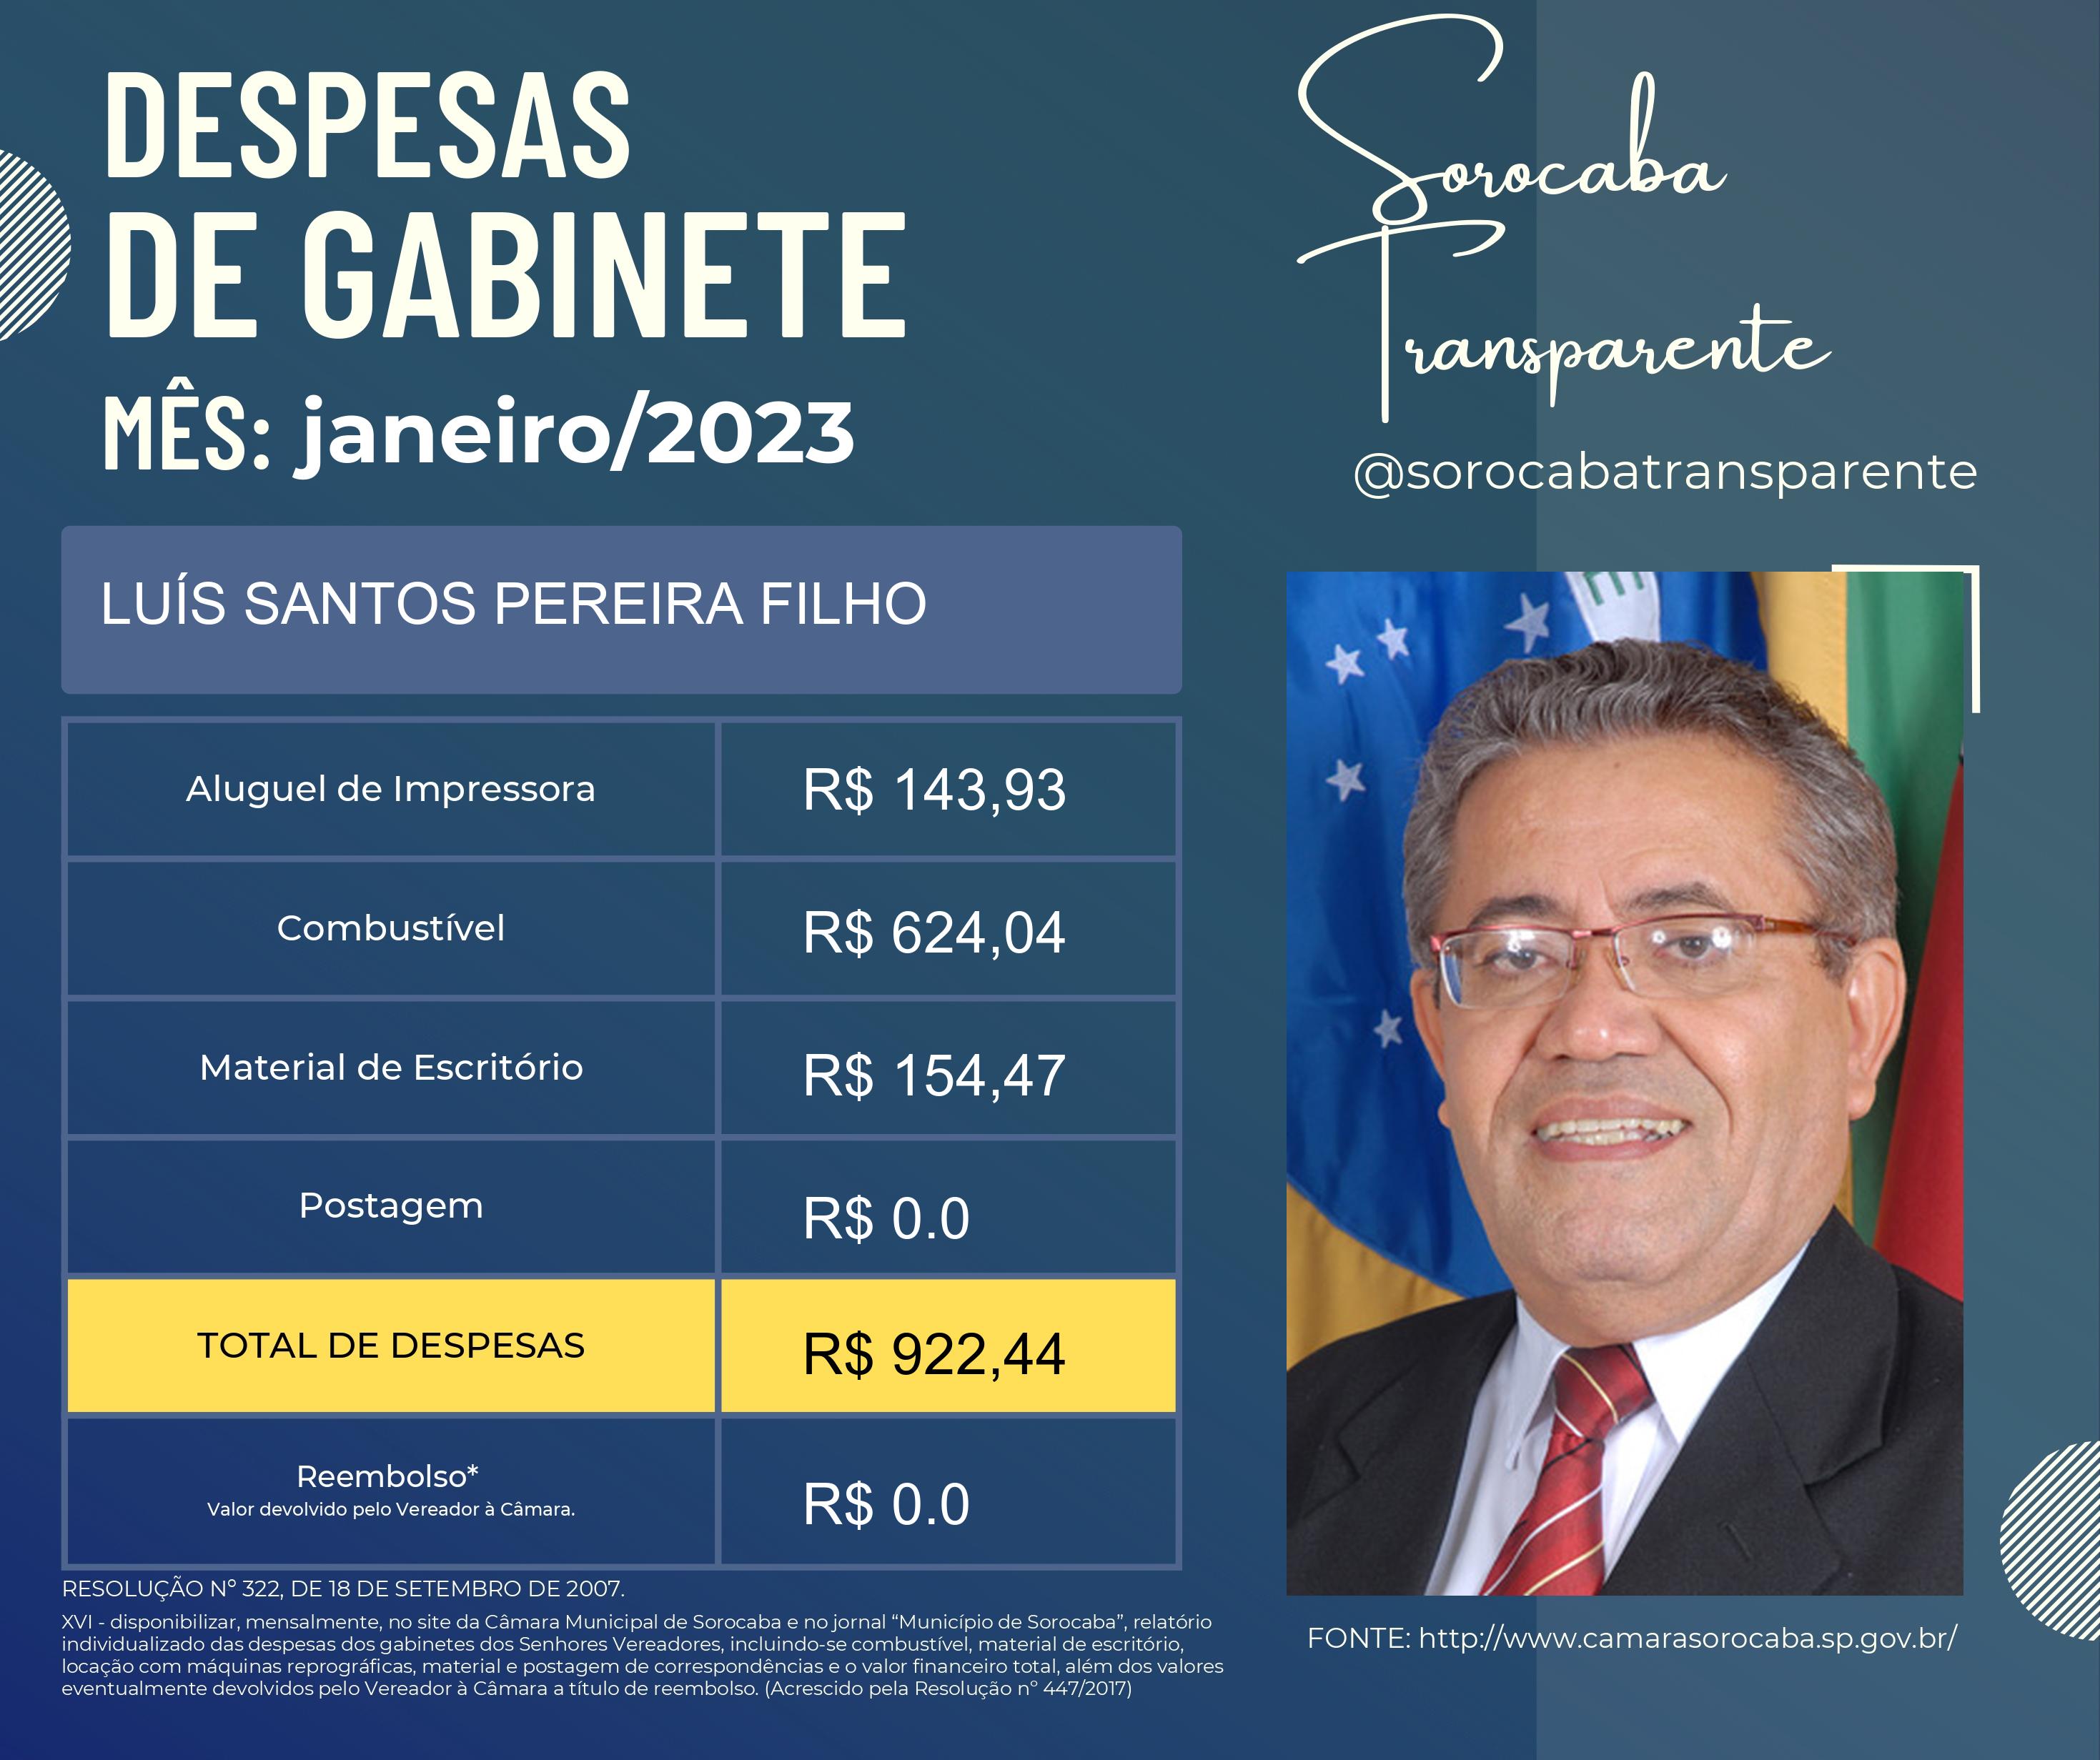 DESPESAS
DE GABINETE
MÊS: janeiro/2023
Sorocaba
Transparente
@sorocabatransparente
LUÍS SANTOS PEREIRA FILHO
Aluguel de Impressora R$ 143,93
Combustível R$ 624,04
Material de Escritório R$ 154,47
Postagem R$ 0.0
TOTAL DE DESPESAS R$ 922,44
Reembolso*
Valor devolvido pelo Vereador à Câmara.
R$ 0.0
RESOLUÇÃO Nº 322, DE 18 DE SETEMBRO DE 2007.
XVI - disponibilizar, mensalmente, no site da Câmara Municipal de Sorocaba e no jornal “Município de Sorocaba”, relatório
individualizado das despesas dos gabinetes dos Senhores Vereadores, incluindo-se combustível, material de escritório,
locação com máquinas reprográficas, material e postagem de correspondências e o valor financeiro total, além dos valores
eventualmente devolvidos pelo Vereador à Câmara a título de reembolso. (Acrescido pela Resolução nº 447/2017)
FONTE: http://www.camarasorocaba.sp.gov.br/